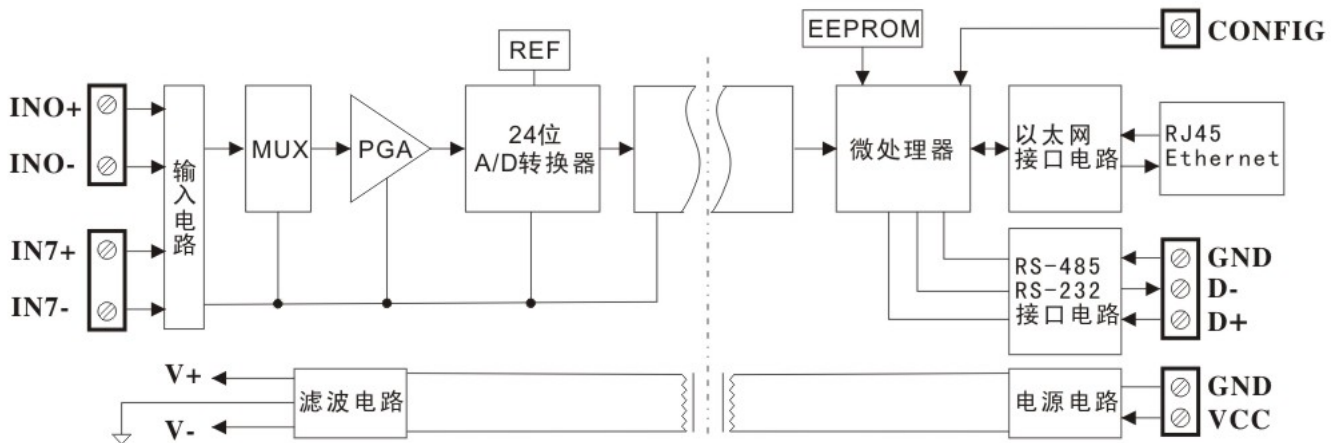 EEPROM
CONFIG
REF
INO+
INO-
IN7+
IN7-
输入电路
MUX
PGA
24位
A/D转换器
微处理器
以太网
接口电路
RJ45
Ethernet
RS-485
RS-232
接口电路
GND
D-
D+
V+
V-
滤波电路
电源电路
GND
VCC